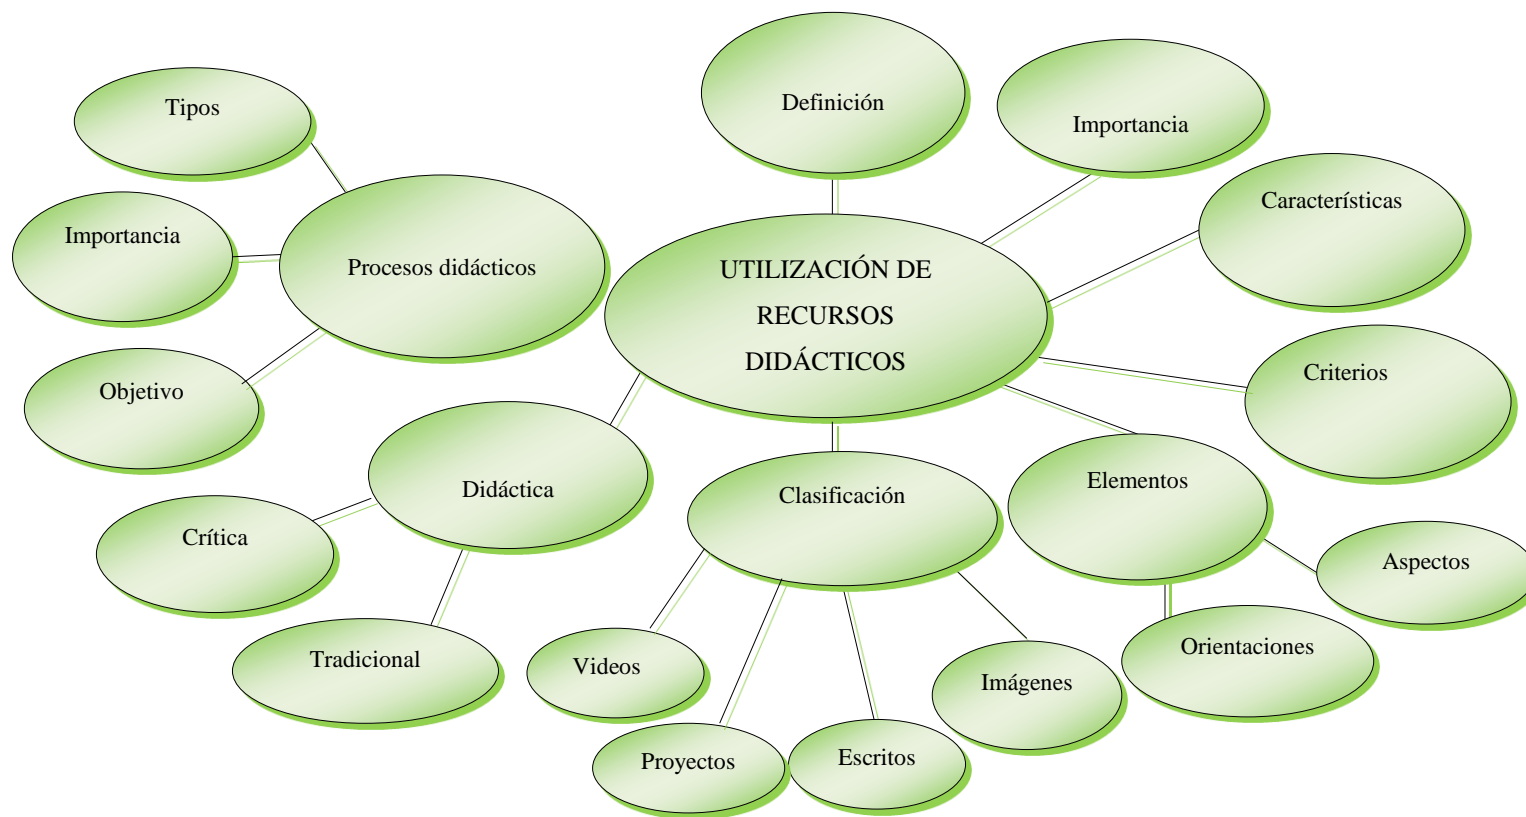 Definición
Tipos
Importancia
Importancia
Características
Procesos didácticos
UTILIZACIÓN DE
RECURSOS
DIDÁCTICOS
Objetivo
Criterios
Didáctica
Clasificación
Elementos
Crítica
Aspectos
Tradicional
Videos
Imágenes
Orientaciones
Proyectos
Escritos